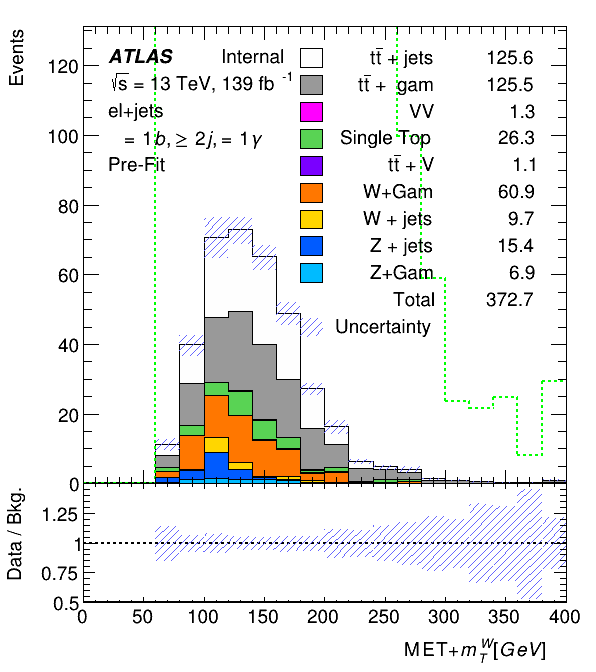 Events
120
100
80
60
40
20
0
ATLAS Internal
√s = 13 TeV, 139 fb⁻¹
el+jets
= 1b, ≥ 2j, = 1γ
Pre-Fit
tt̄ + jets 125.6
tt̄ + gam 125.5
VV 1.3
Single Top 26.3
tt̄ + V 1.1
W+Gam 60.9
W + jets 9.7
Z + jets 15.4
Z+Gam 6.9
Total 372.7
Uncertainty
Data / Bkg.
1.25
1
0.75
0.5
0 50 100 150 200 250 300 350 400
MET+m_T^W[GeV]